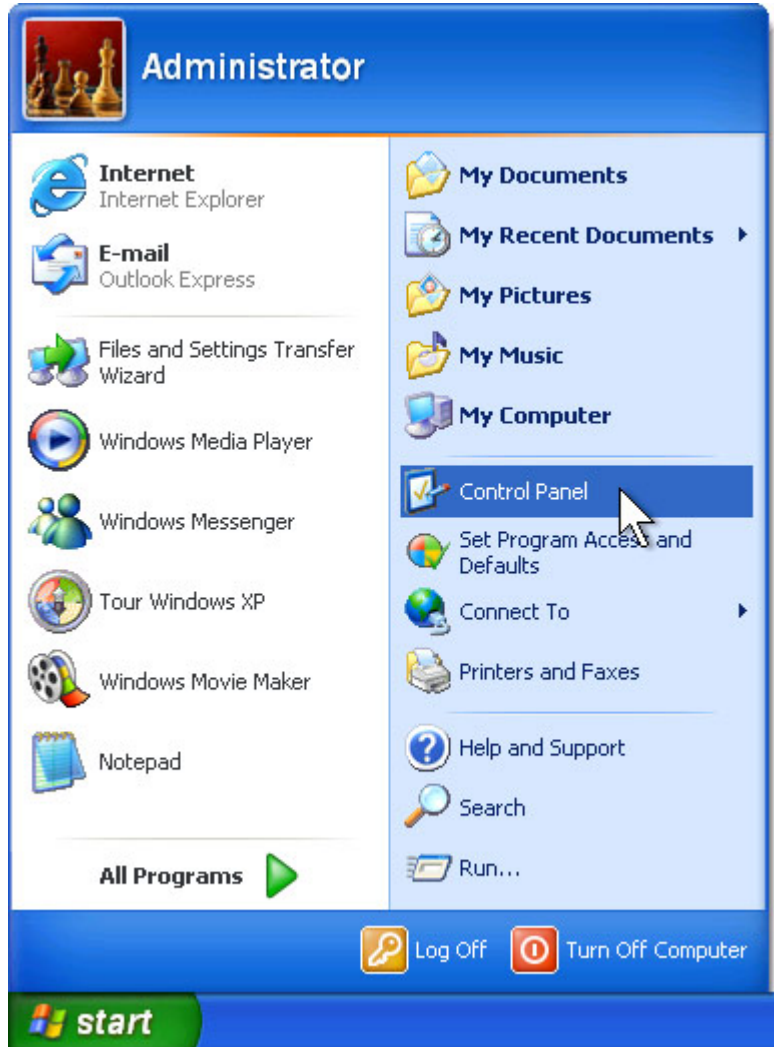 Administrator
Internet
Internet Explorer
E-mail
Outlook Express
Files and Settings Transfer
Wizard
Windows Media Player
Windows Messenger
Tour Windows XP
Windows Movie Maker
Notepad
All Programs
My Documents
My Recent Documents
My Pictures
My Music
My Computer
Control Panel
Set Program Access and
Defaults
Connect To
Printers and Faxes
Help and Support
Search
Run...
Log Off
Turn Off Computer
start